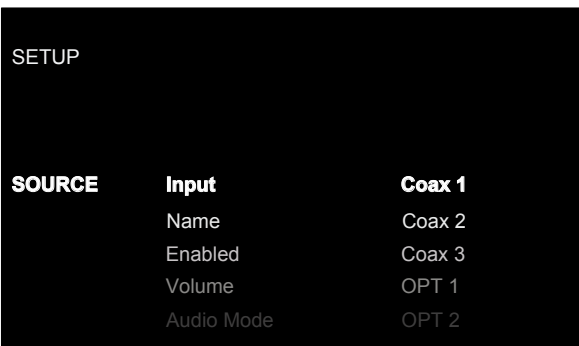 SETUP
SOURCE Input Coax 1
Name Coax 2
Enabled Coax 3
Volume OPT 1
Audio Mode OPT 2